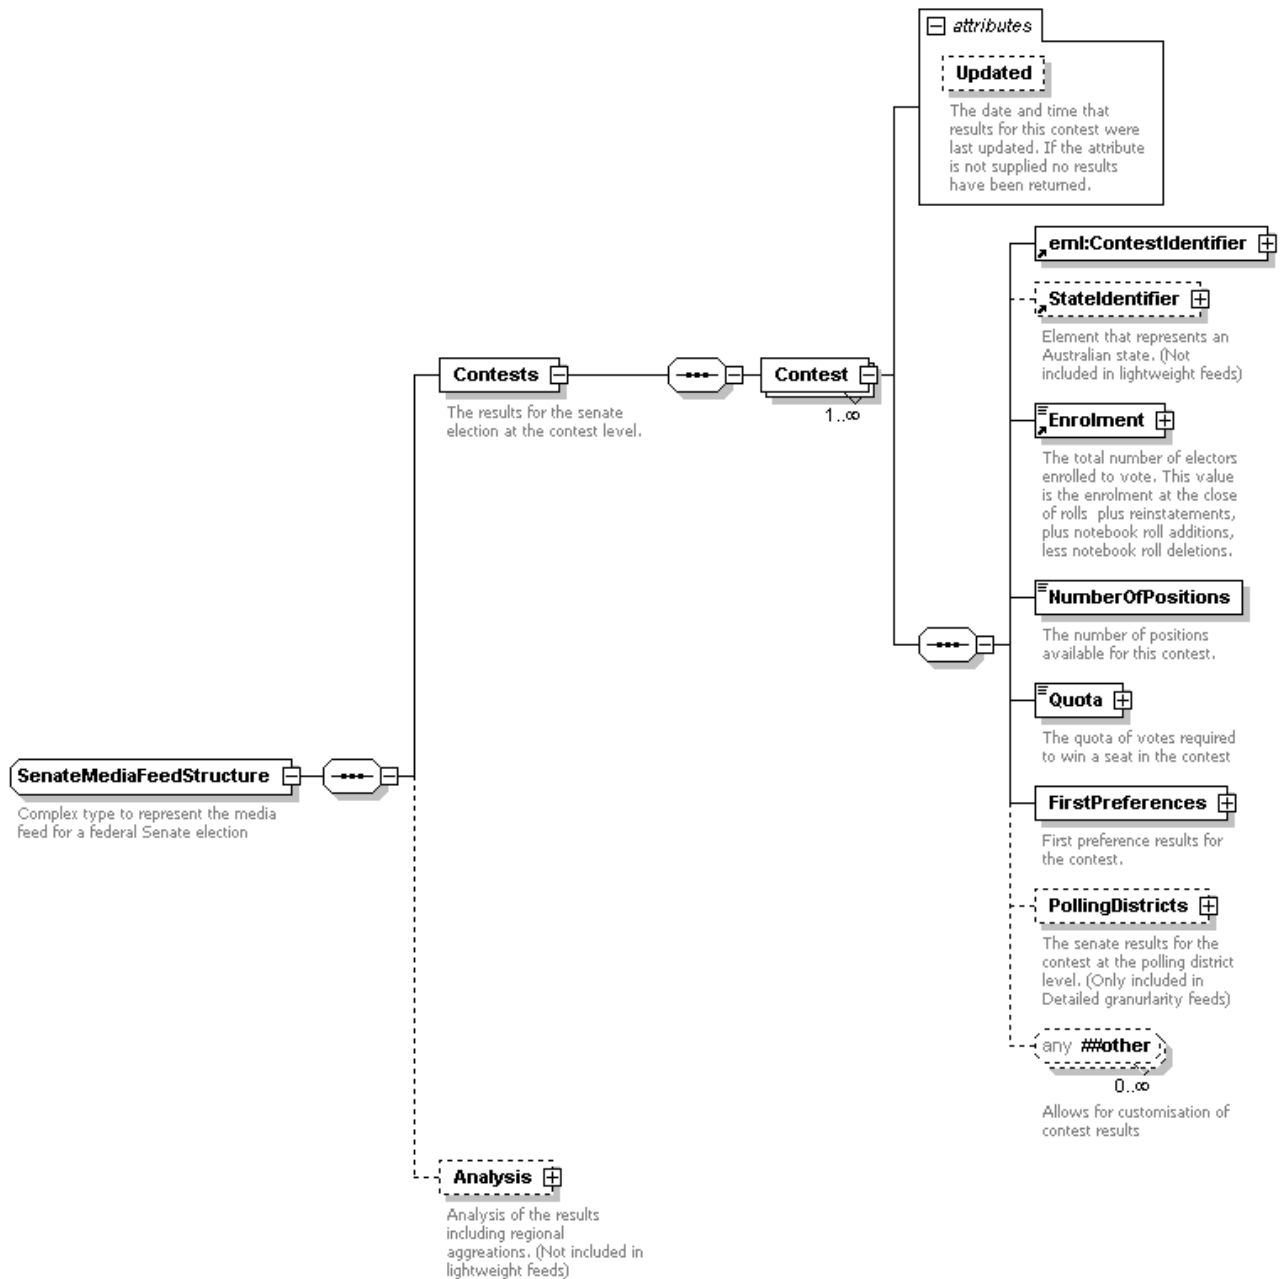 attributes
Updated
The date and time that
results for this contest were
last updated. If the attribute
is not supplied no results
have been returned.
eml:ContestIdentifier
StateIdentifier
Element that represents an
Australian state. (Not
included in lightweight feeds)
Contests
The results for the senate
election at the contest level.
Contest
1..∞
Enrolment
The total number of electors
enrolled to vote. This value
is the enrolment at the close
of rolls  plus reinstatements,
plus notebook roll additions,
less notebook roll deletions.
NumberOfPositions
The number of positions
available for this contest.
Quota
The quota of votes required
to win a seat in the contest
SenateMediaFeedStructure
Complex type to represent the media
feed for a federal Senate election
FirstPreferences
First preference results for
the contest.
PollingDistricts
The senate results for the
contest at the polling district
level. (Only included in
Detailed granurlarity feeds)
any ##other
0..∞
Allows for customisation of
contest results
Analysis
Analysis of the results
including regional
aggreations. (Not included in
lightweight feeds)